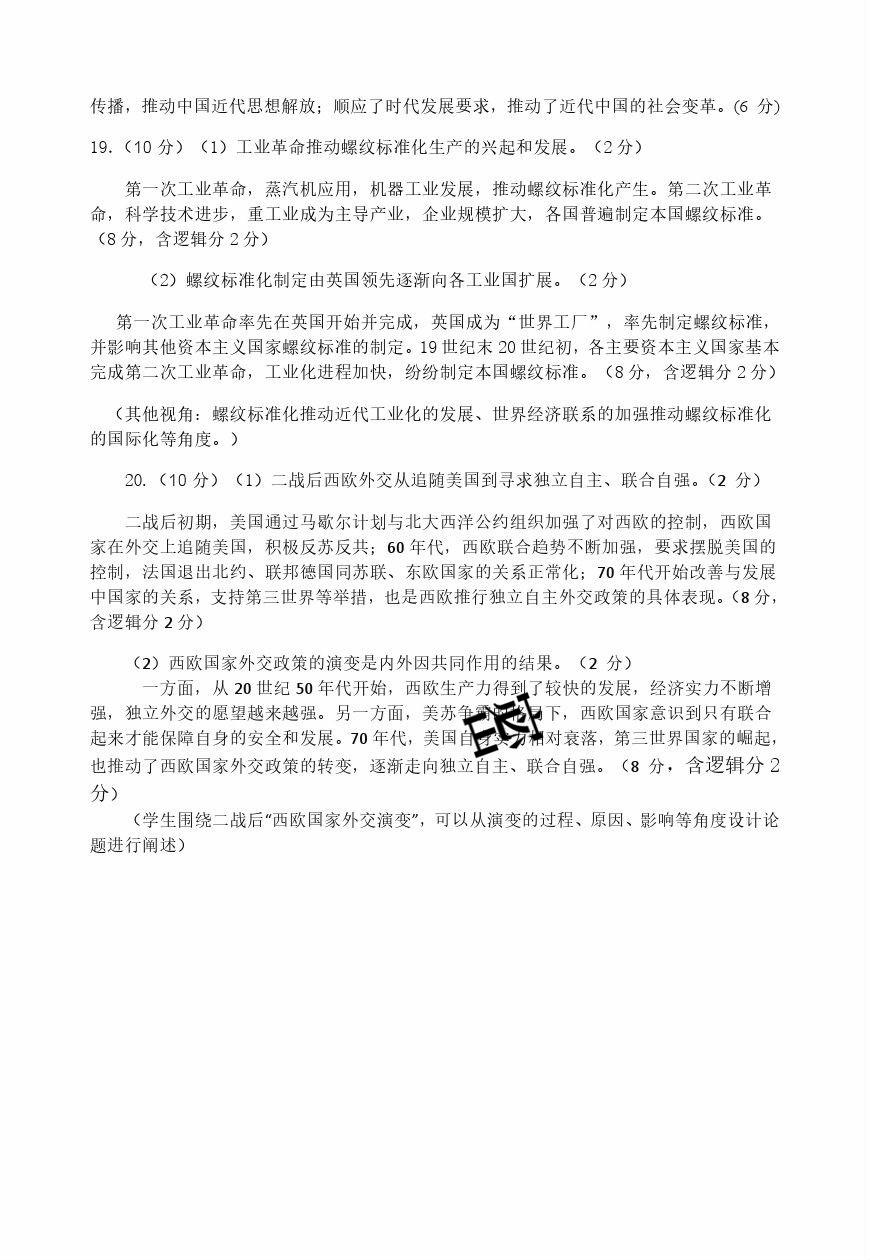 传播，推动中国近代思想解放；顺应了时代发展要求，推动了近代中国的社会变革。(6 分)
19.（10 分）（1）工业革命推动螺纹标准化生产的兴起和发展。（2 分）
第一次工业革命，蒸汽机应用，机器工业发展，推动螺纹标准化产生。第二次工业革
命，科学技术进步，重工业成为主导产业，企业规模扩大，各国普遍制定本国螺纹标准。
（8 分，含逻辑分 2 分）
（2）螺纹标准化制定由英国领先逐渐向各工业国扩展。（2 分）
第一次工业革命率先在英国开始并完成，英国成为“世界工厂”，率先制定螺纹标准，
并影响其他资本主义国家螺纹标准的制定。19 世纪末 20 世纪初，各主要资本主义国家基本
完成第二次工业革命，工业化进程加快，纷纷制定本国螺纹标准。（8 分，含逻辑分 2 分）
（其他视角：螺纹标准化推动近代工业化的发展、世界经济联系的加强推动螺纹标准化
的国际化等角度。）
20.（10 分）（1）二战后西欧外交从追随美国到寻求独立自主、联合自强。（2 分）
二战后初期，美国通过马歇尔计划与北大西洋公约组织加强了对西欧的控制，西欧国
家在外交上追随美国，积极反苏反共；60 年代，西欧联合趋势不断加强，要求摆脱美国的
控制，法国退出北约、联邦德国同苏联、东欧国家的关系正常化；70 年代开始改善与发展
中国家的关系，支持第三世界等举措，也是西欧推行独立自主外交政策的具体表现。（8 分，
含逻辑分 2 分）
（2）西欧国家外交政策的演变是内外因共同作用的结果。（2 分）
一方面，从 20 世纪 50 年代开始，西欧生产力得到了较快的发展，经济实力不断增
强，独立外交的愿望越来越强。另一方面，美苏争霸的格局下，西欧国家意识到只有联合
起来才能保障自身的安全和发展。70 年代，美国自身实力相对衰落，第三世界国家的崛起，
也推动了西欧国家外交政策的转变，逐渐走向独立自主、联合自强。（8 分，含逻辑分 2
分）
（学生围绕二战后“西欧国家外交演变”，可以从演变的过程、原因、影响等角度设计论
题进行阐述）